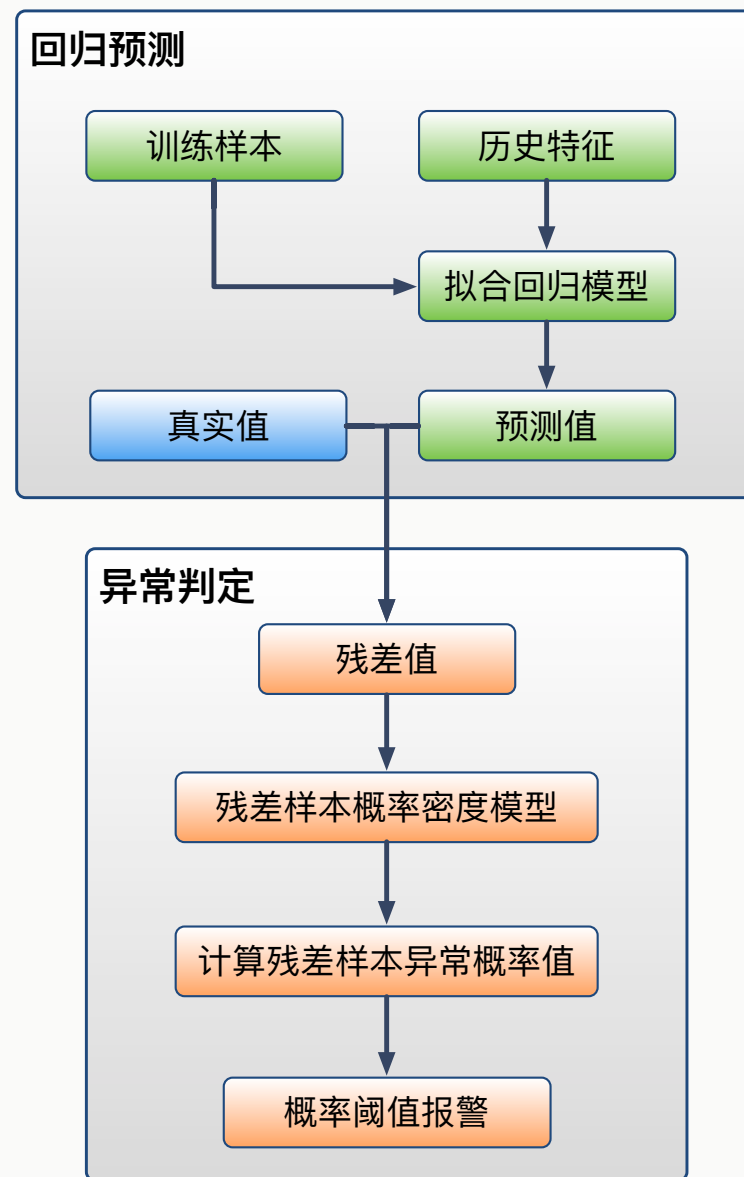 回归预测
训练样本
历史特征
拟合回归模型
真实值
预测值
异常判定
残差值
残差样本概率密度模型
计算残差样本异常概率值
概率阈值报警